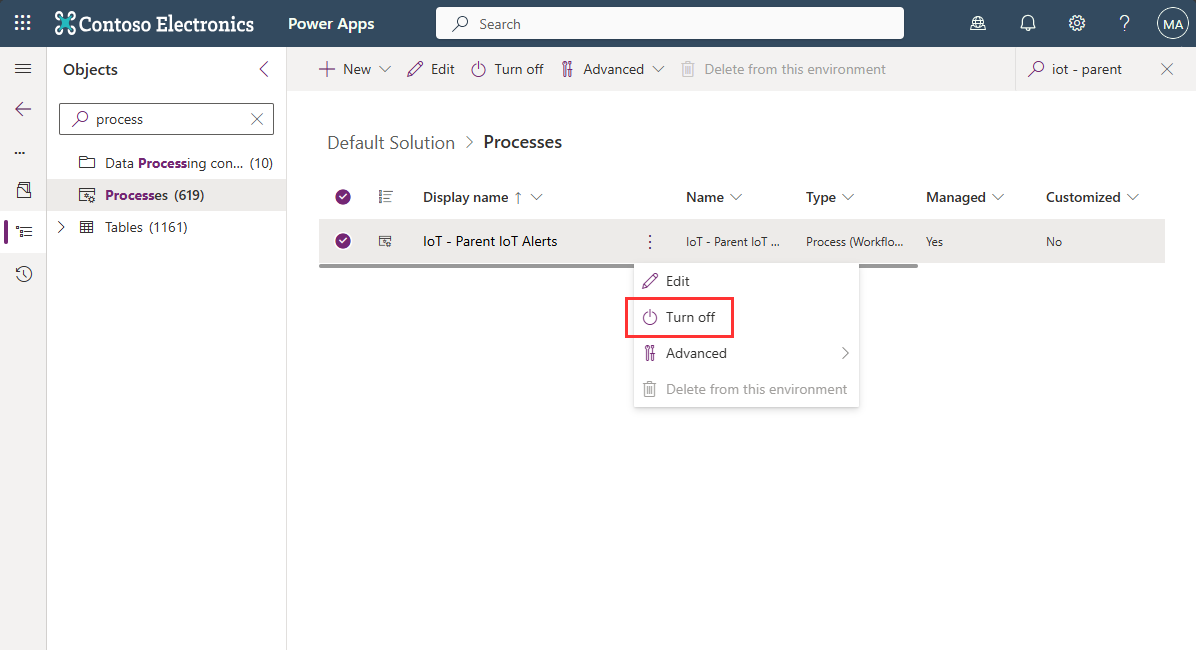 Contoso Electronics Power Apps Search ? MA
Objects New Edit Turn off Advanced Delete from this environment iot - parent
process
Default Solution > Processes
... Data Processing con... (10)
Processes (619) Display name ↑ Name Type Managed Customized
Tables (1161) IoT - Parent IoT Alerts IoT - Parent IoT ... Process (Workflo... Yes No
Edit
Turn off
Advanced
Delete from this environment